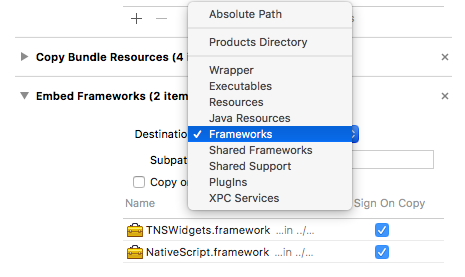 Absolute Path
+ − s
Products Directory
Copy Bundle Resources (4 i ×
Wrapper
Executables
Embed Frameworks (2 item ×
Resources
Java Resources
Destinatio ✓ Frameworks
Shared Frameworks
Subpat Shared Support
Copy o PlugIns
XPC Services
Name Sign On Copy
TNSWidgets.framework ...in ../...
NativeScript.framework ...in ../...